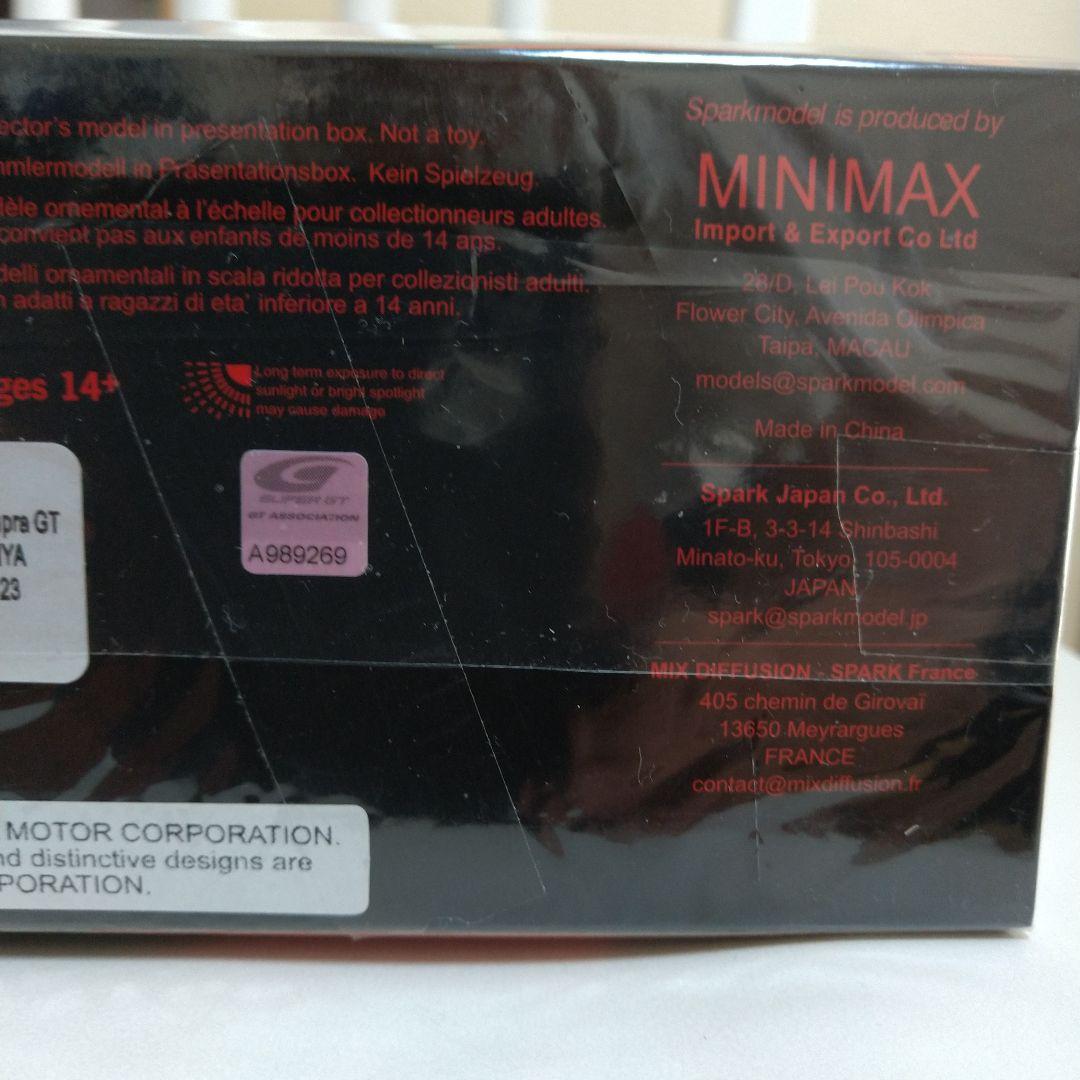 ector's model in presentation box. Not a toy.
mmlermodell in Präsentationsbox. Kein Spielzeug.
èle ornemental à l'échelle pour collectionneurs adultes.
convient pas aux enfants de moins de 14 ans.
delli ornamentali in scala ridotta per collezionisti adulti.
n adatti a ragazzi di eta' inferiore a 14 anni.
ges 14+
Long term exposure to direct
sunlight or bright spotlight
may cause damage
SUPER GT
GT ASSOCIATION
A989269
upra GT
IYA
23
MOTOR CORPORATION.
nd distinctive designs are
PORATION.
Sparkmodel is produced by
MINIMAX
Import & Export Co Ltd
28/D, Lei Pou Kok
Flower City, Avenida Olimpica
Taipa, MACAU
models@sparkmodel.com
Made in China
Spark Japan Co., Ltd.
1F-B, 3-3-14 Shinbashi
Minato-ku, Tokyo, 105-0004
JAPAN
spark@sparkmodel.jp
MIX DIFFUSION - SPARK France
405 chemin de Girovaï
13650 Meyrargues
FRANCE
contact@mixdiffusion.fr